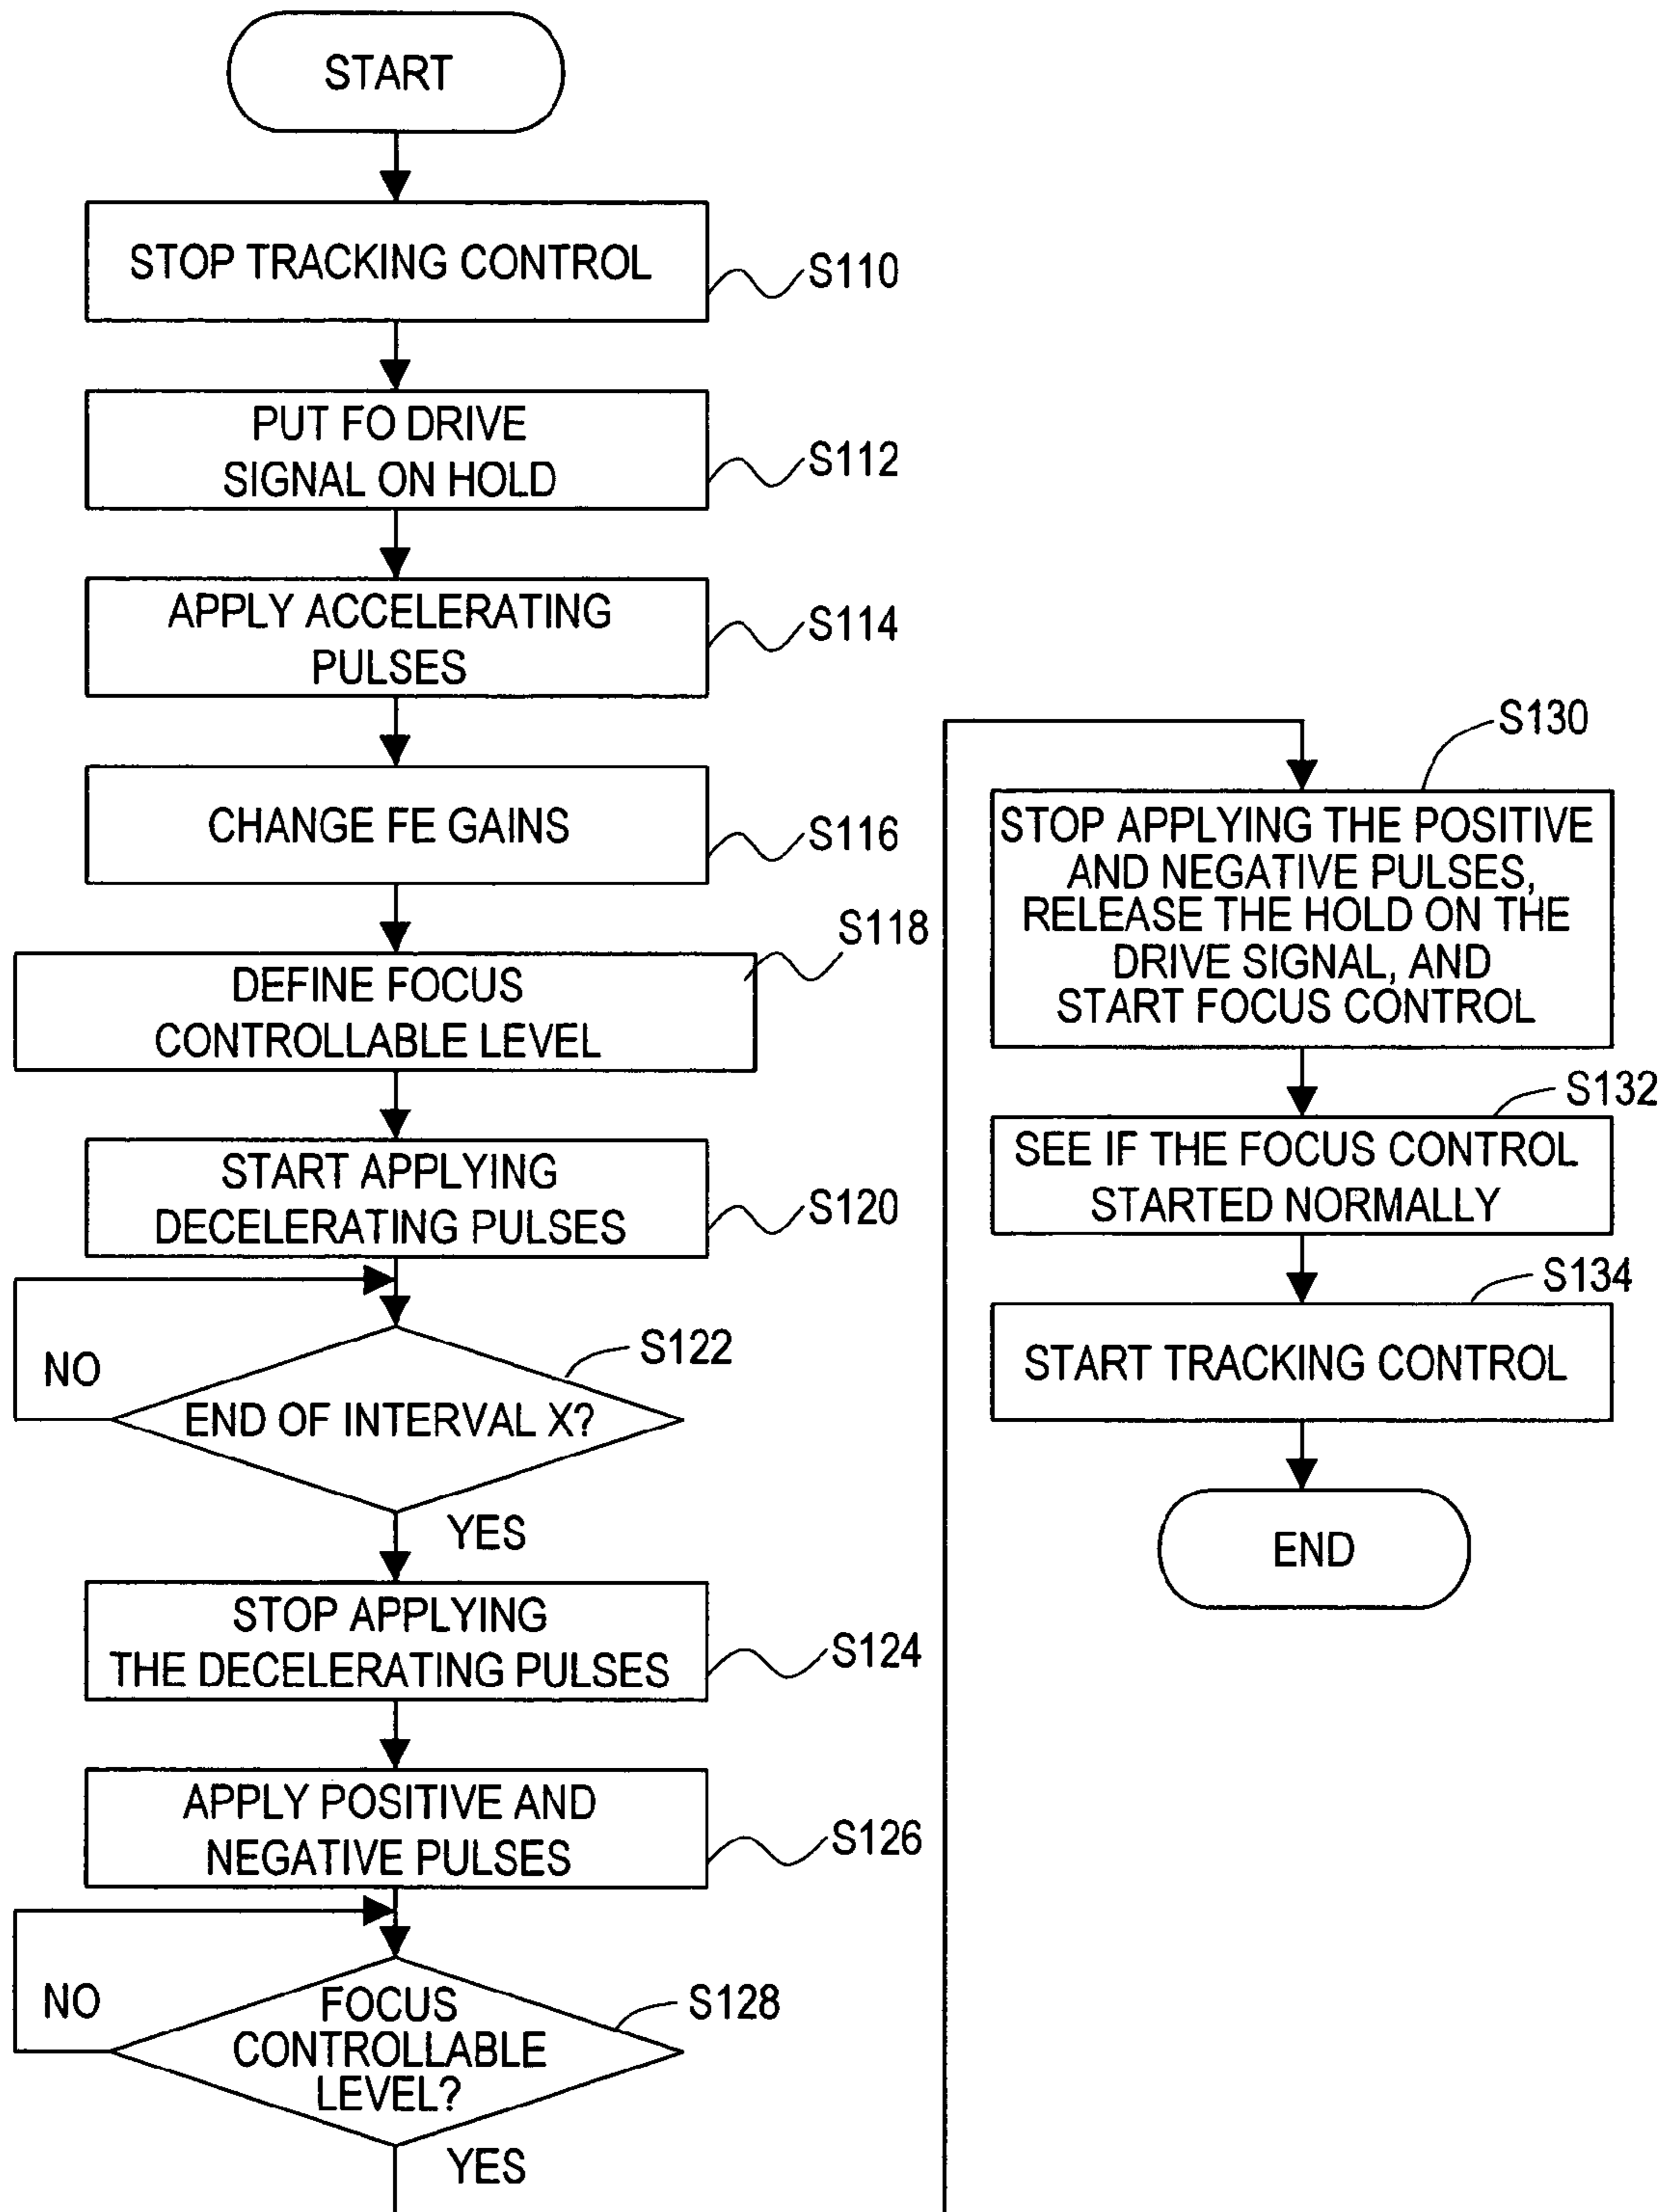 START
STOP TRACKING CONTROL
S110
PUT FO DRIVE
SIGNAL ON HOLD
S112
APPLY ACCELERATING
PULSES
S114
CHANGE FE GAINS
S116
DEFINE FOCUS
CONTROLLABLE LEVEL
S118
START APPLYING
DECELERATING PULSES
S120
END OF INTERVAL X?
S122
NO
YES
STOP APPLYING
THE DECELERATING PULSES
S124
APPLY POSITIVE AND
NEGATIVE PULSES
S126
FOCUS
CONTROLLABLE
LEVEL?
S128
NO
YES
S130
STOP APPLYING THE POSITIVE
AND NEGATIVE PULSES,
RELEASE THE HOLD ON THE
DRIVE SIGNAL, AND
START FOCUS CONTROL
S132
SEE IF THE FOCUS CONTROL
STARTED NORMALLY
S134
START TRACKING CONTROL
END